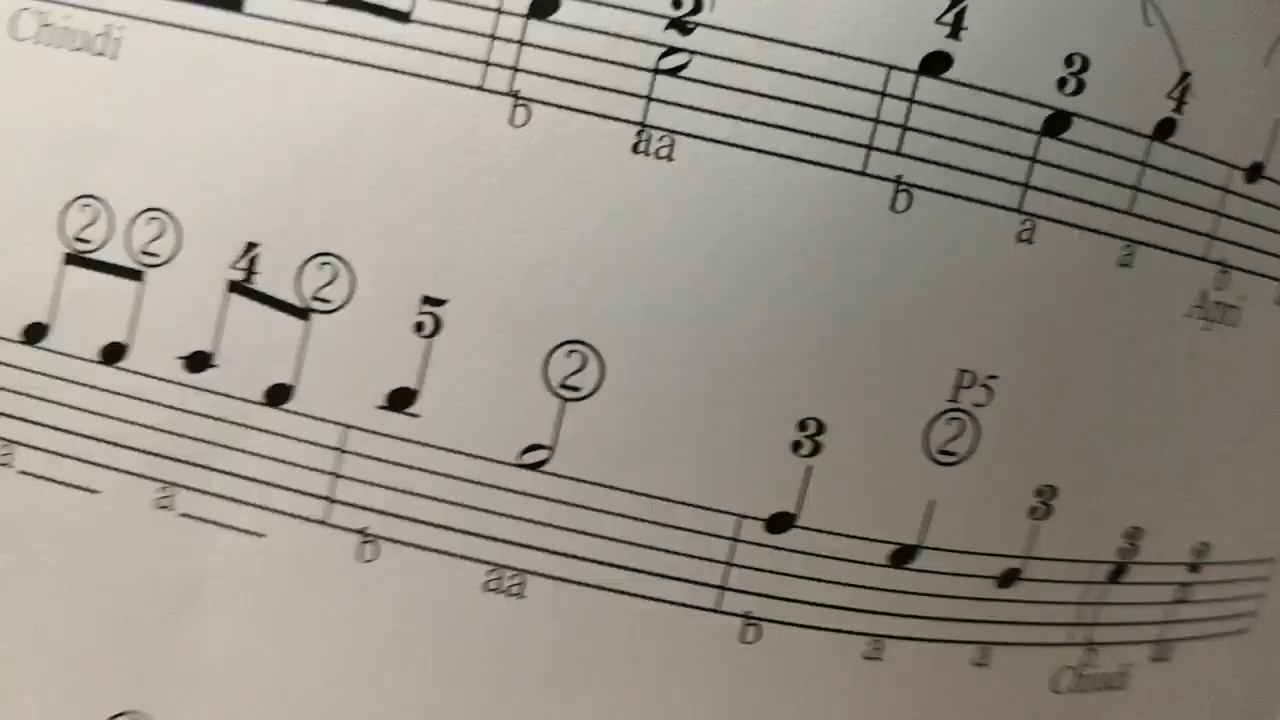 2 4 3 4
Chiudi b aa b a a b
Apri
② ② 4 ② 5 ② 3 P5 ② 3 3
a a b aa b a a b a
Chiudi